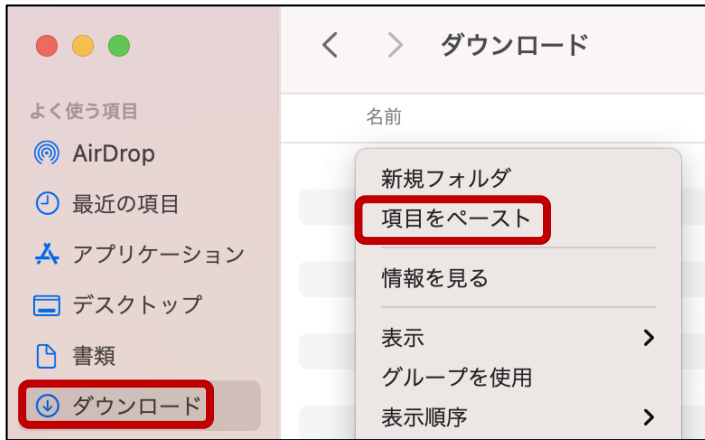 ダウンロード
よく使う項目
AirDrop
最近の項目
アプリケーション
デスクトップ
書類
ダウンロード
名前
新規フォルダ
項目をペースト
情報を見る
表示
グループを使用
表示順序